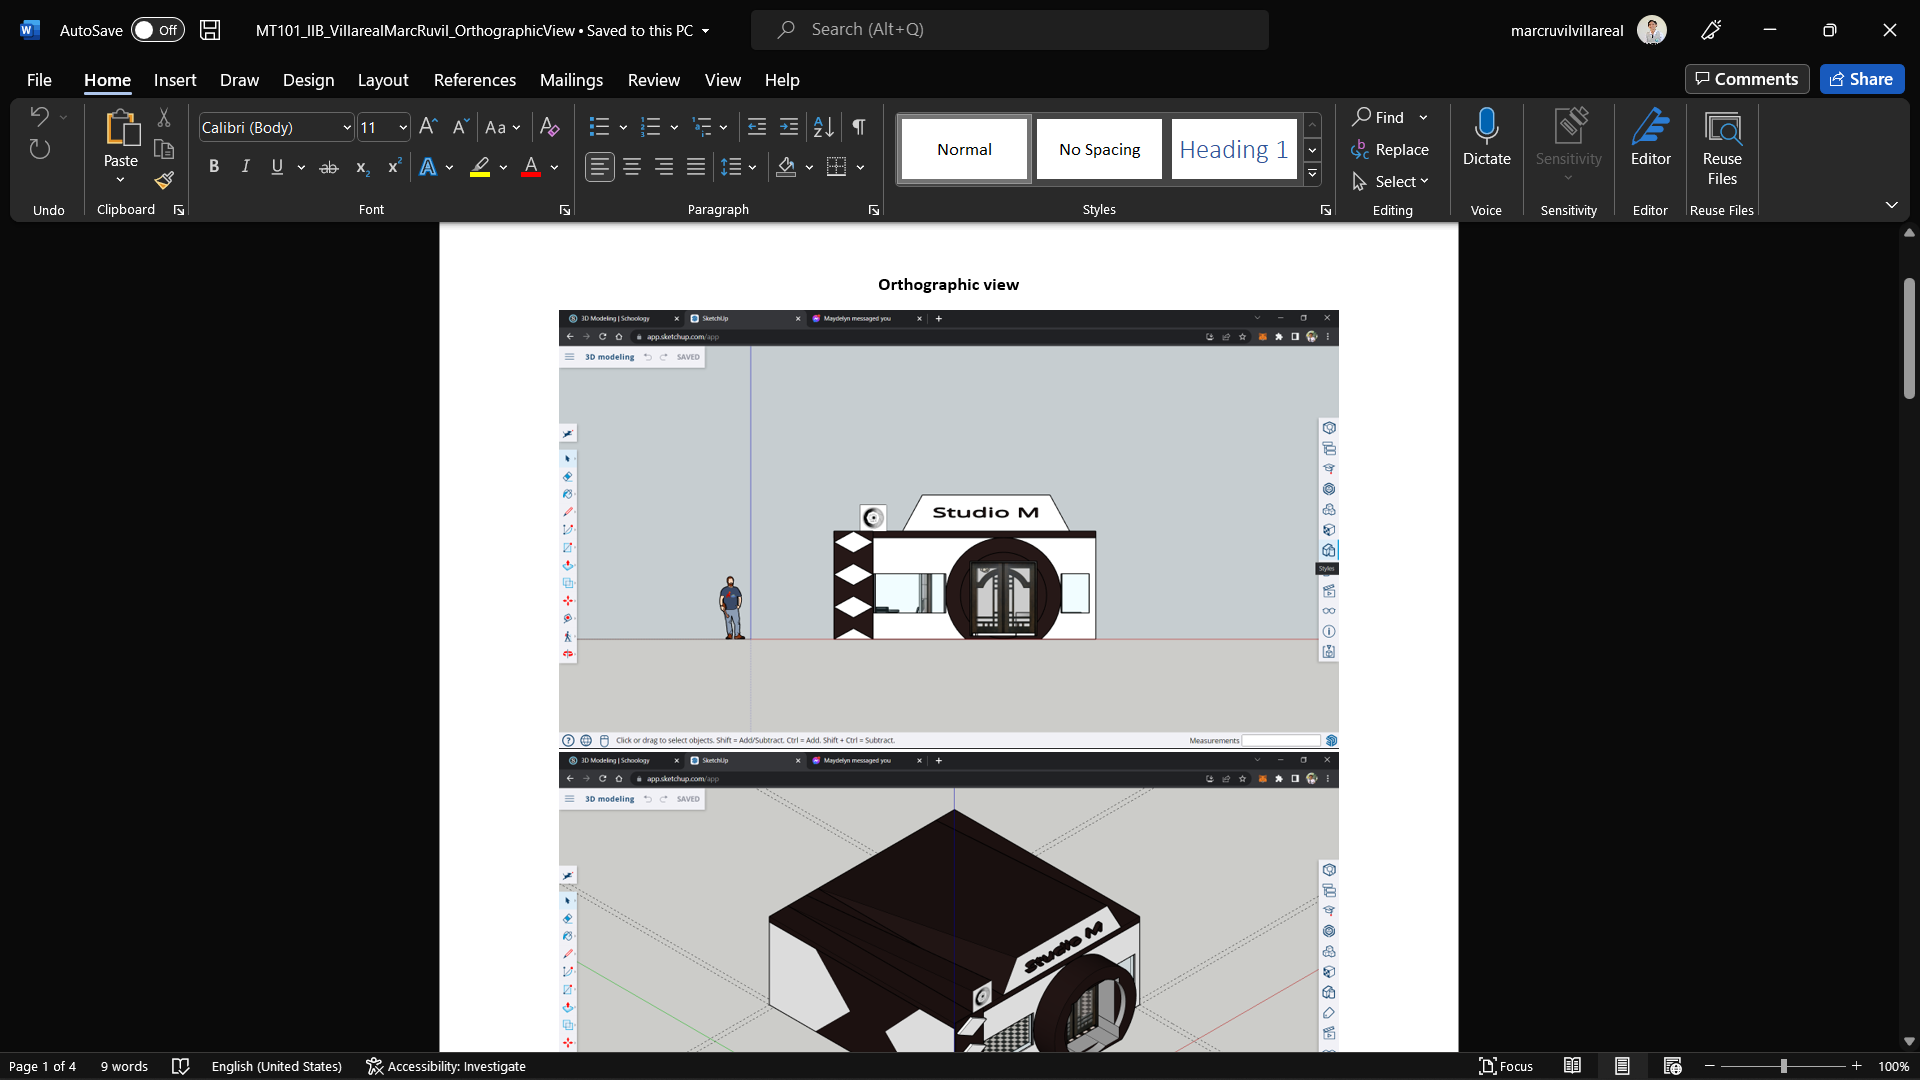 AutoSave Off MT101_IIB_VillarealMarcRuvil_OrthographicView • Saved to this PC Search (Alt+Q) marcruvilvillareal
File Home Insert Draw Design Layout References Mailings Review View Help Comments Share
Paste
Calibri (Body) 11 Aa
B I U ab x2 x2 A A
Normal No Spacing Heading 1
Find
Replace
Select
Dictate
Sensitivity
Editor
Reuse Files
Undo Clipboard Font Paragraph Styles Editing Voice Sensitivity Editor Reuse Files
Orthographic view
3D Modeling | Schoology SketchUp Maydelyn messaged you
app.sketchup.com/app
3D modeling SAVED
Studio M
Styles
Click or drag to select objects. Shift = Add/Subtract. Ctrl = Add. Shift + Ctrl = Subtract. Measurements
3D Modeling | Schoology SketchUp Maydelyn messaged you
app.sketchup.com/app
3D modeling SAVED
Studio M
Page 1 of 4 9 words English (United States) Accessibility: Investigate Focus 100%